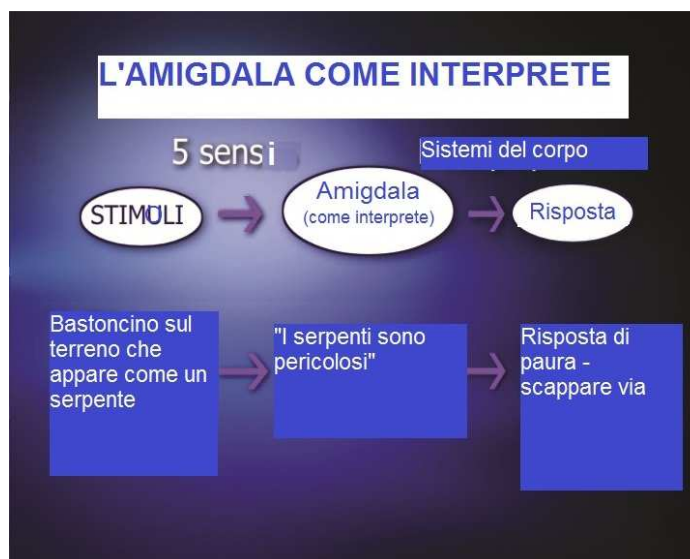 L'AMIGDALA COME INTERPRETE
5 sensi
Sistemi del corpo
STIMOLI
Amigdala
(come interprete)
Risposta
Bastoncino sul
terreno che
appare come un
serpente
"I serpenti sono
pericolosi"
Risposta di
paura -
scappare via